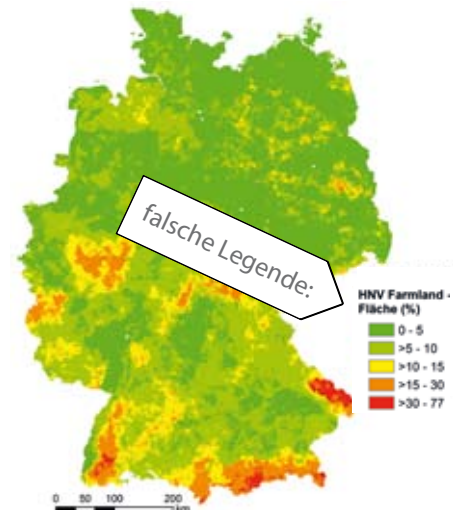 falsche Legende:
HNV Farmland -
Fläche (%)
0 - 5
>5 - 10
>10 - 15
>15 - 30
>30 - 77
0 50 100 200
km